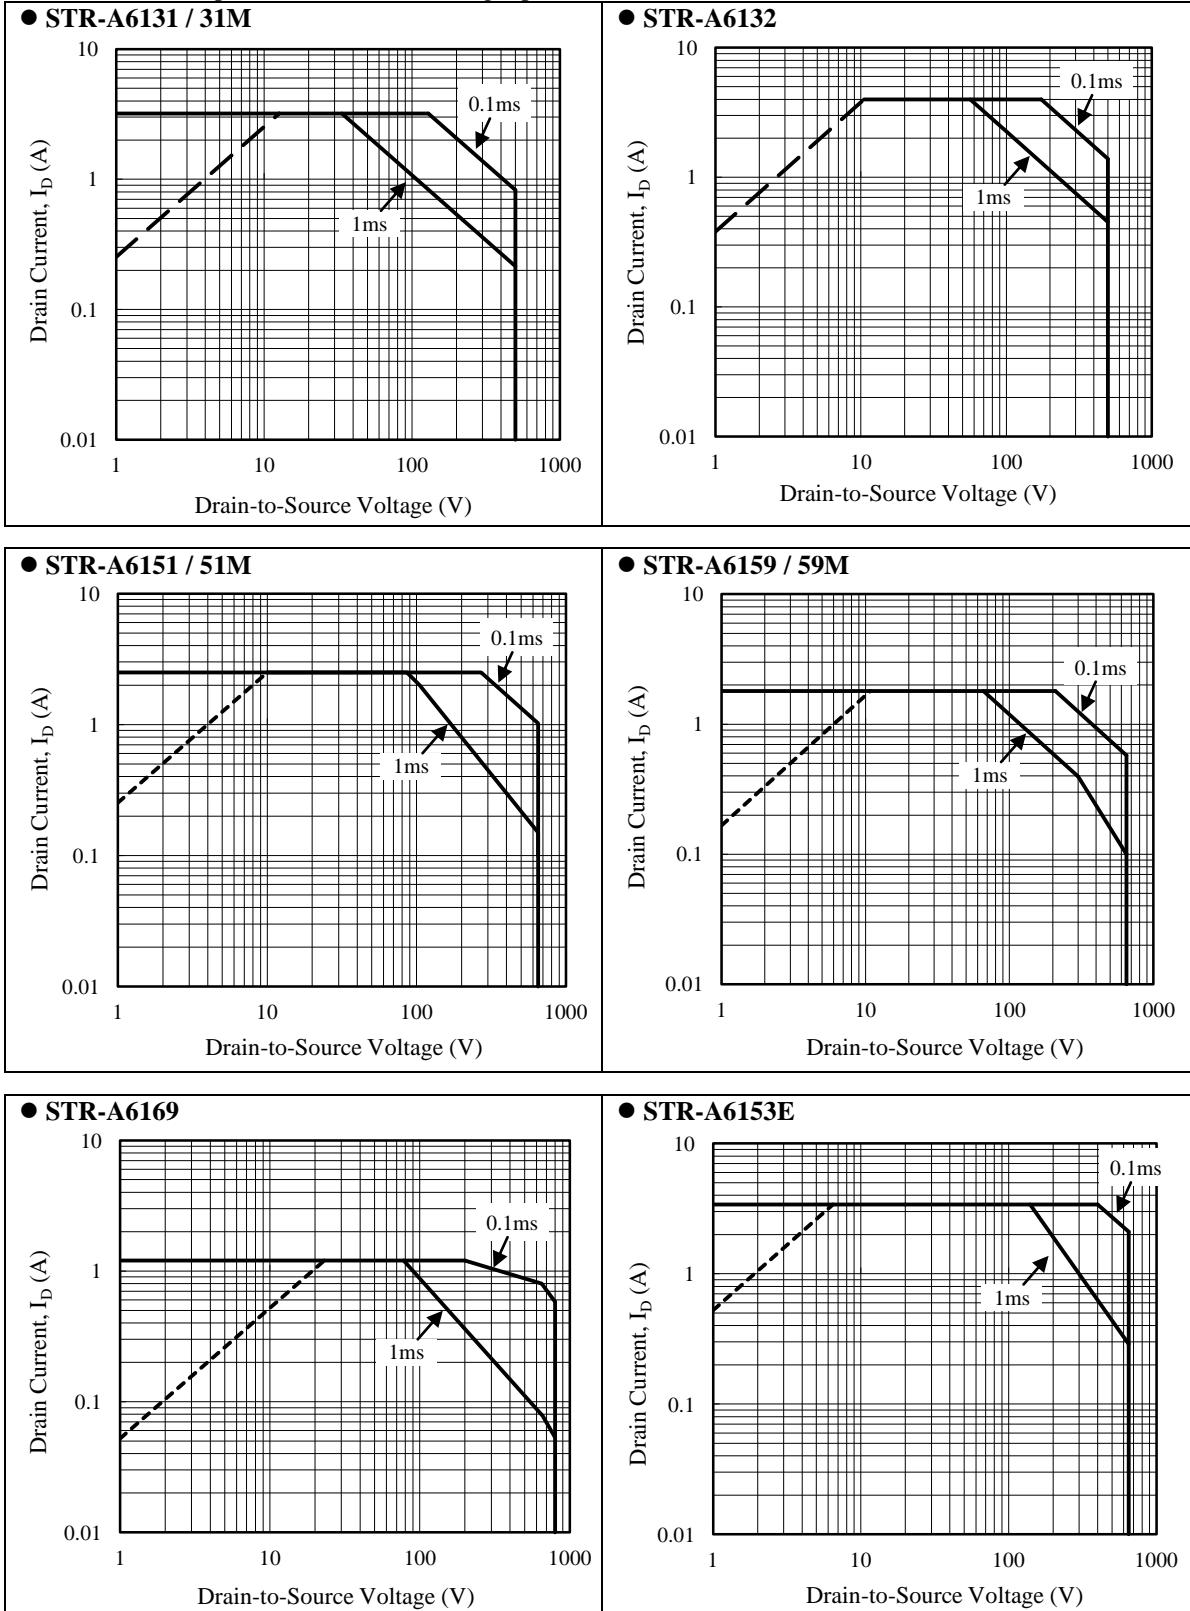 ● STR-A6131 / 31M
10
1
0.1
0.01
Drain Current, I_D (A)
0.1ms
1ms
1 10 100 1000
Drain-to-Source Voltage (V)
● STR-A6132
10
1
0.1
0.01
Drain Current, I_D (A)
0.1ms
1ms
1 10 100 1000
Drain-to-Source Voltage (V)
● STR-A6151 / 51M
10
1
0.1
0.01
Drain Current, I_D (A)
0.1ms
1ms
1 10 100 1000
Drain-to-Source Voltage (V)
● STR-A6159 / 59M
10
1
0.1
0.01
Drain Current, I_D (A)
0.1ms
1ms
1 10 100 1000
Drain-to-Source Voltage (V)
● STR-A6169
10
1
0.1
0.01
Drain Current, I_D (A)
0.1ms
1ms
1 10 100 1000
Drain-to-Source Voltage (V)
● STR-A6153E
10
1
0.1
0.01
Drain Current, I_D (A)
0.1ms
1ms
1 10 100 1000
Drain-to-Source Voltage (V)